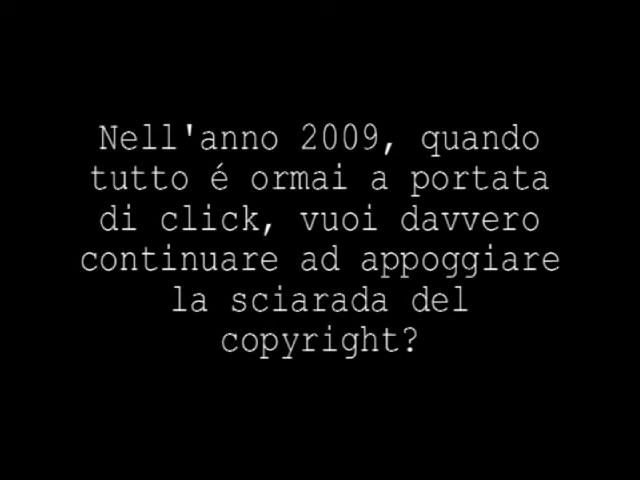 Nell'anno 2009, quando
tutto é ormai a portata
di click, vuoi davvero
continuare ad appoggiare
la sciarada del
copyright?